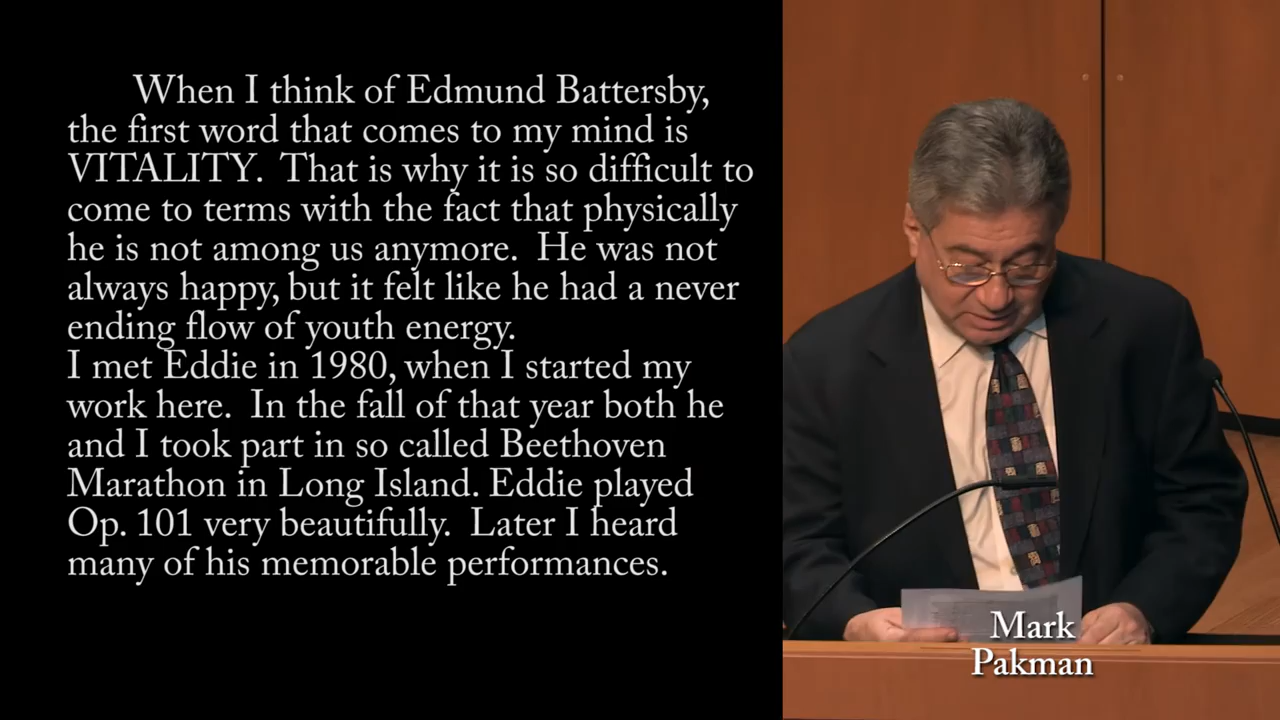 When I think of Edmund Battersby,
the first word that comes to my mind is
VITALITY. That is why it is so difficult to
come to terms with the fact that physically
he is not among us anymore. He was not
always happy, but it felt like he had a never
ending flow of youth energy.
I met Eddie in 1980, when I started my
work here. In the fall of that year both he
and I took part in so called Beethoven
Marathon in Long Island. Eddie played
Op. 101 very beautifully. Later I heard
many of his memorable performances.
Mark
Pakman